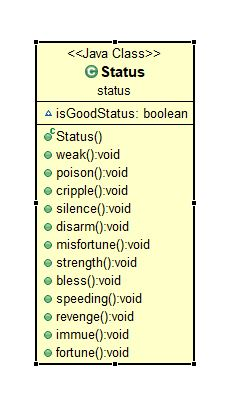 <<Java Class>>
C Status
status
isGoodStatus: boolean
C Status()
weak():void
poison():void
cripple():void
silence():void
disarm():void
misfortune():void
strength():void
bless():void
speeding():void
revenge():void
immue():void
fortune():void